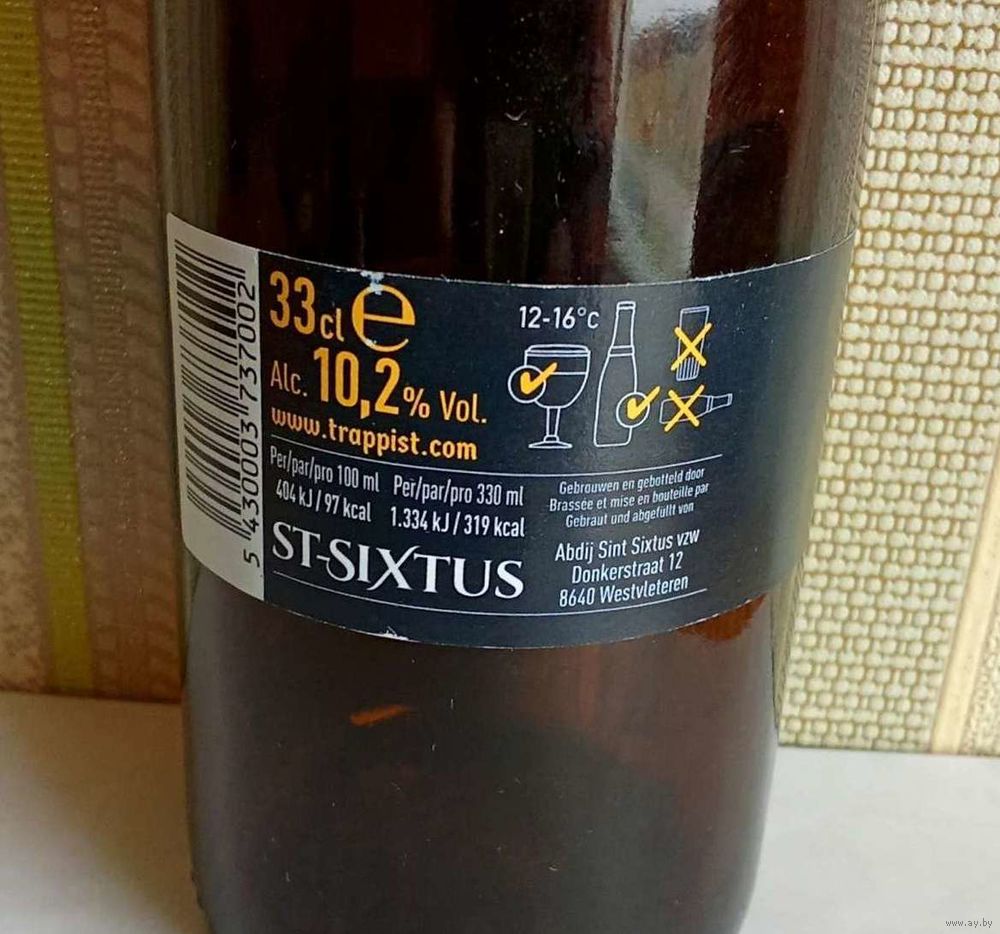 5 430003 737002
33 cl e
Alc. 10,2% Vol.
www.trappist.com
Per/par/pro 100 ml
404 kJ / 97 kcal
Per/par/pro 330 ml
1.334 kJ / 319 kcal
ST-SIXTUS
12-16°c
Gebrouwen en gebotteld door
Brassée et mise en bouteille par
Gebraut und abgefüllt von
Abdij Sint Sixtus vzw
Donkerstraat 12
8640 Westvleteren
www.ay.by